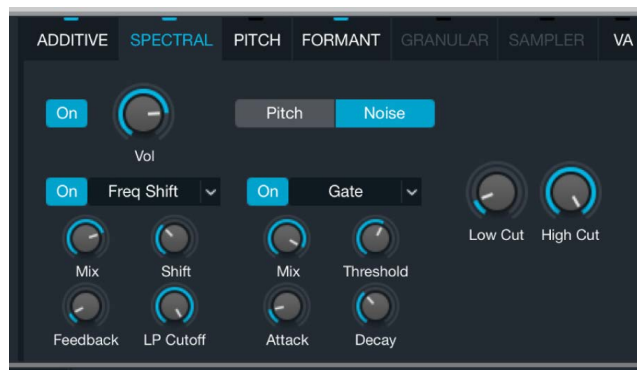 ADDITIVE SPECTRAL PITCH FORMANT GRANULAR SAMPLER VA
On Pitch Noise
Vol
On Freq Shift On Gate
Low Cut High Cut
Mix Shift Mix Threshold
Feedback LP Cutoff Attack Decay